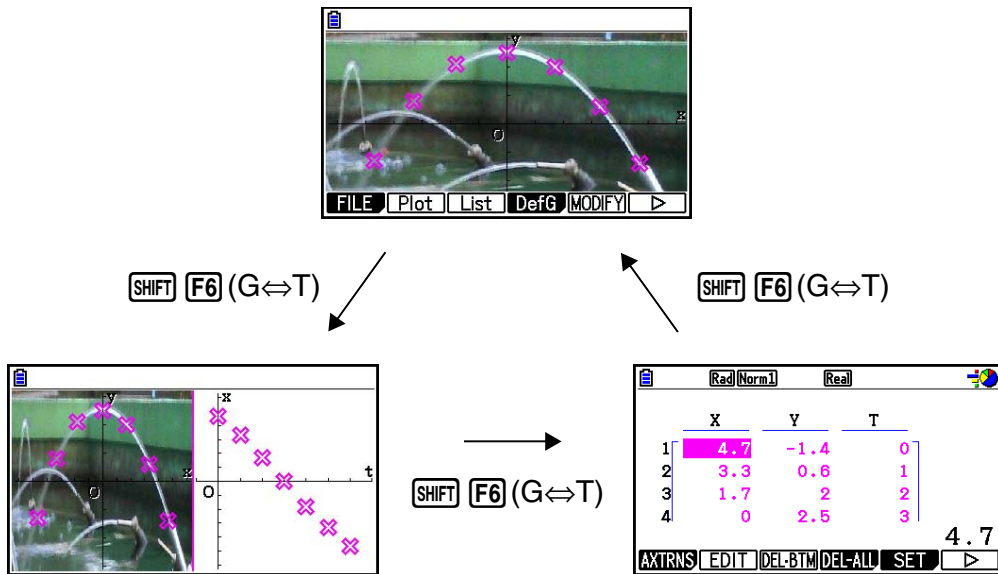 y
x
O
FILE Plot List DefG MODIFY ▷
SHIFT F6 (G⇔T)
SHIFT F6 (G⇔T)
y
x
O
x
t
O
SHIFT F6 (G⇔T)
Rad Norm1 Real
X Y T
1 4.7 -1.4 0
2 3.3 0.6 1
3 1.7 2 2
4 0 2.5 3
4.7
AXTRNS EDIT DEL-BTM DEL-ALL SET ▷